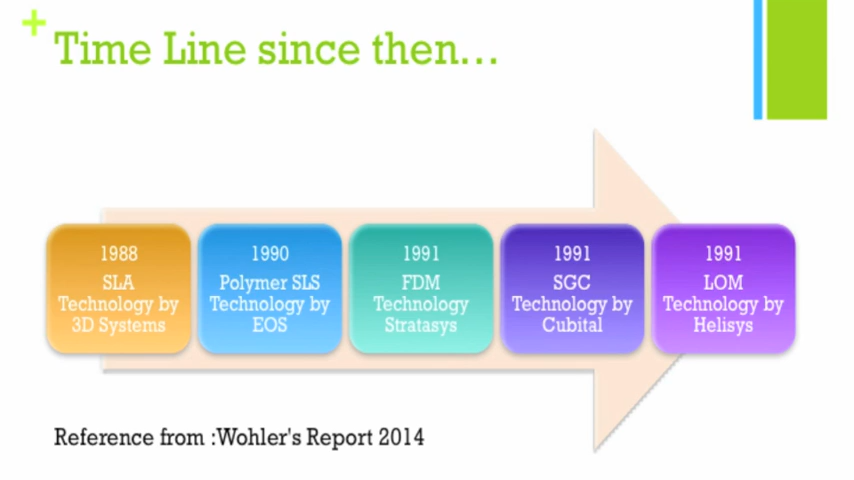 +
Time Line since then...
1988
SLA
Technology by
3D Systems
1990
Polymer SLS
Technology by
EOS
1991
FDM
Technology
Stratasys
1991
SGC
Technology by
Cubital
1991
LOM
Technology by
Helisys
Reference from :Wohler's Report 2014